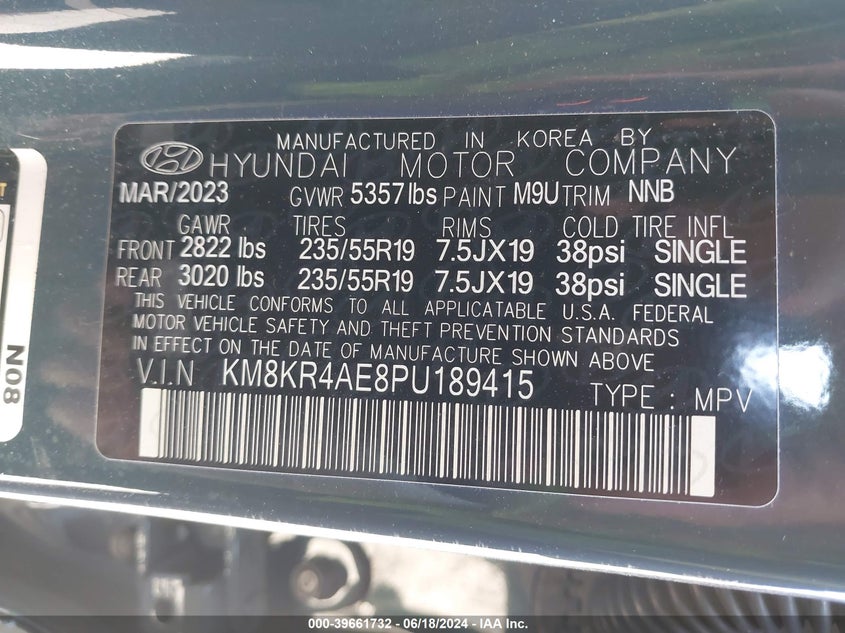 MANUFACTURED IN KOREA BY
HYUNDAI MOTOR COMPANY
MAR/2023 GVWR 5357lbs PAINT M9U TRIM NNB
GAWR TIRES RIMS COLD TIRE INFL
FRONT 2822 lbs 235/55R19 7.5JX19 38psi SINGLE
REAR 3020 lbs 235/55R19 7.5JX19 38psi SINGLE
THIS VEHICLE CONFORMS TO ALL APPLICATABLE U.S.A. FEDERAL
MOTOR VEHICLE SAFETY AND THEFT PREVENTION STANDARDS
IN EFFECT ON THE DATE OF MANUFACTURE SHOWN ABOVE
V.I.N KM8KR4AE8PU189415 TYPE : MPV
N08
000-39661732 - 06/18/2024 - IAA Inc.